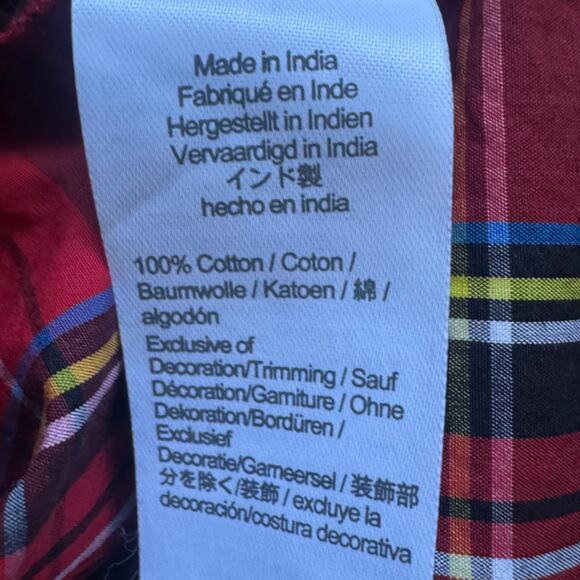 Made in India
Fabriqué en Inde
Hergestellt in Indien
Vervaardigd in India
インド製
hecho en india
100% Cotton / Coton /
Baumwolle / Katoen / 綿 /
algodón
Exclusive of
Decoration/Trimming / Sauf
Décoration/Garniture / Ohne
Dekoration/Bordüren /
Exclusief
Decoratie/Garneersel / 装飾部
分を除く/装飾 / excluye la
decoración/costura decorativa